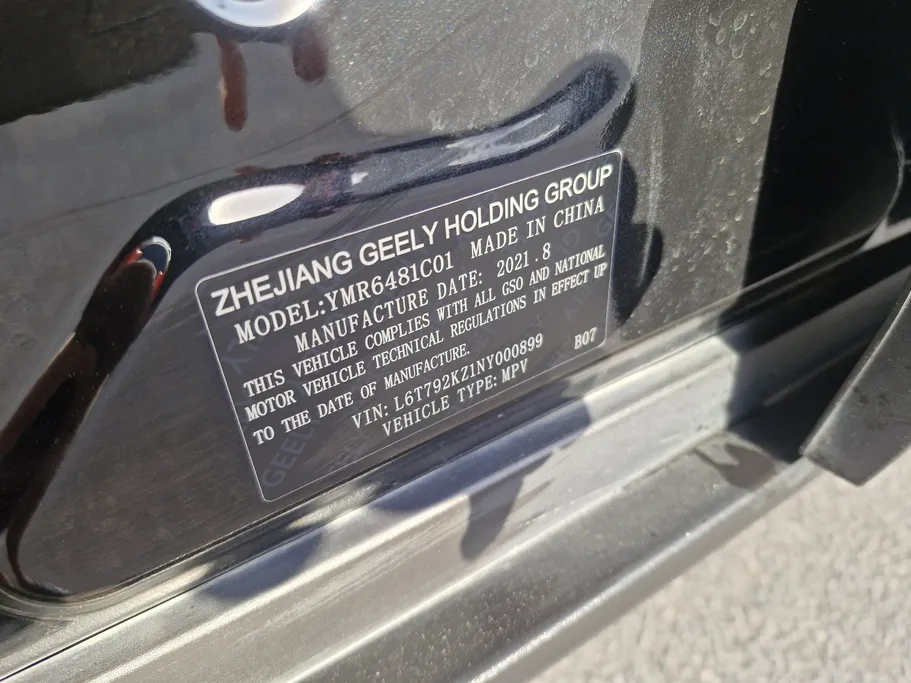 ZHEJIANG GEELY HOLDING GROUP
MODEL:YMR6481C01 MADE IN CHINA
MANUFACTURE DATE: 2021.8
THIS VEHICLE COMPLIES WITH ALL GSO AND NATIONAL
MOTOR VEHICLE TECHNICAL REGULATIONS IN EFFECT UP
TO THE DATE OF MANUFACTURE.
VIN: L6T792KZ1NY000899 B07
VEHICLE TYPE: MPV